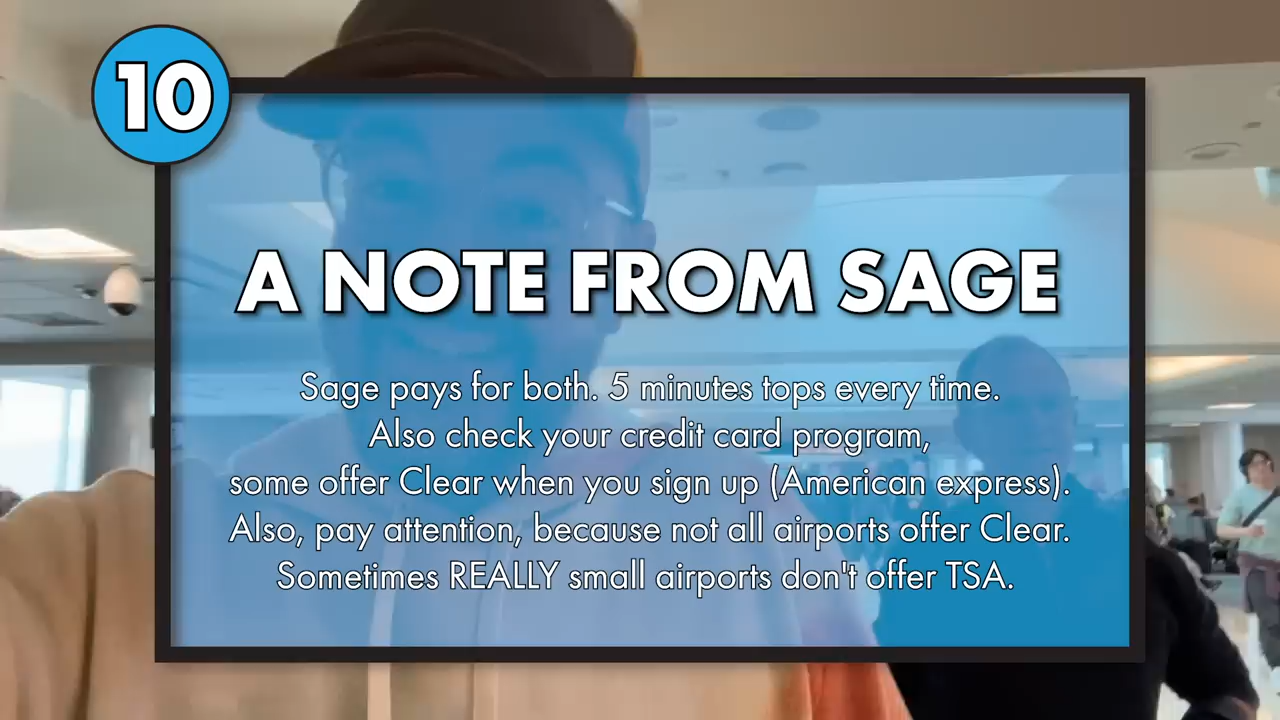 10
A NOTE FROM SAGE
Sage pays for both. 5 minutes tops every time.
Also check your credit card program,
some offer Clear when you sign up (American express).
Also, pay attention, because not all airports offer Clear.
Sometimes REALLY small airports don't offer TSA.